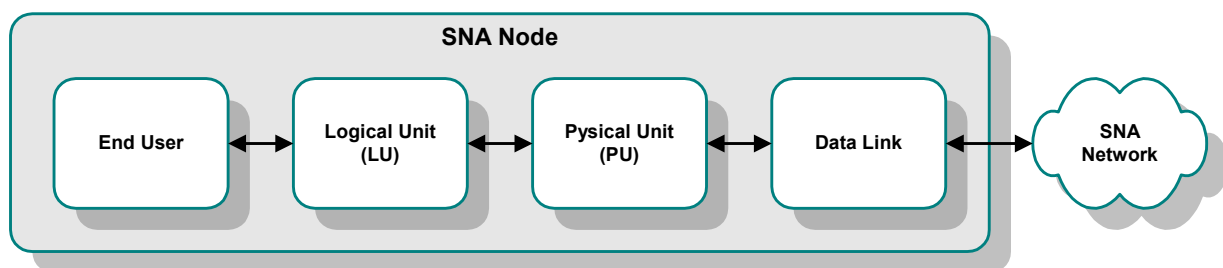 SNA Node
End User
Logical Unit
(LU)
Pysical Unit
(PU)
Data Link
SNA
Network